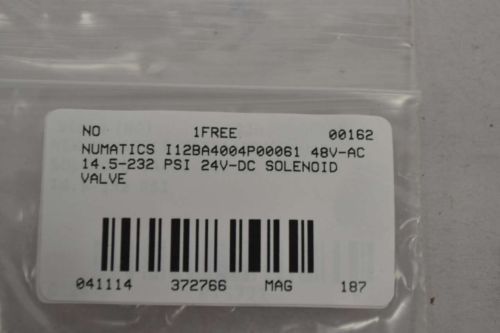 NO 1FREE 00162
NUMATICS I12BA4004P00061 48V-AC
14.5-232 PSI 24V-DC SOLENOID
VALVE
041114 372766 MAG 187